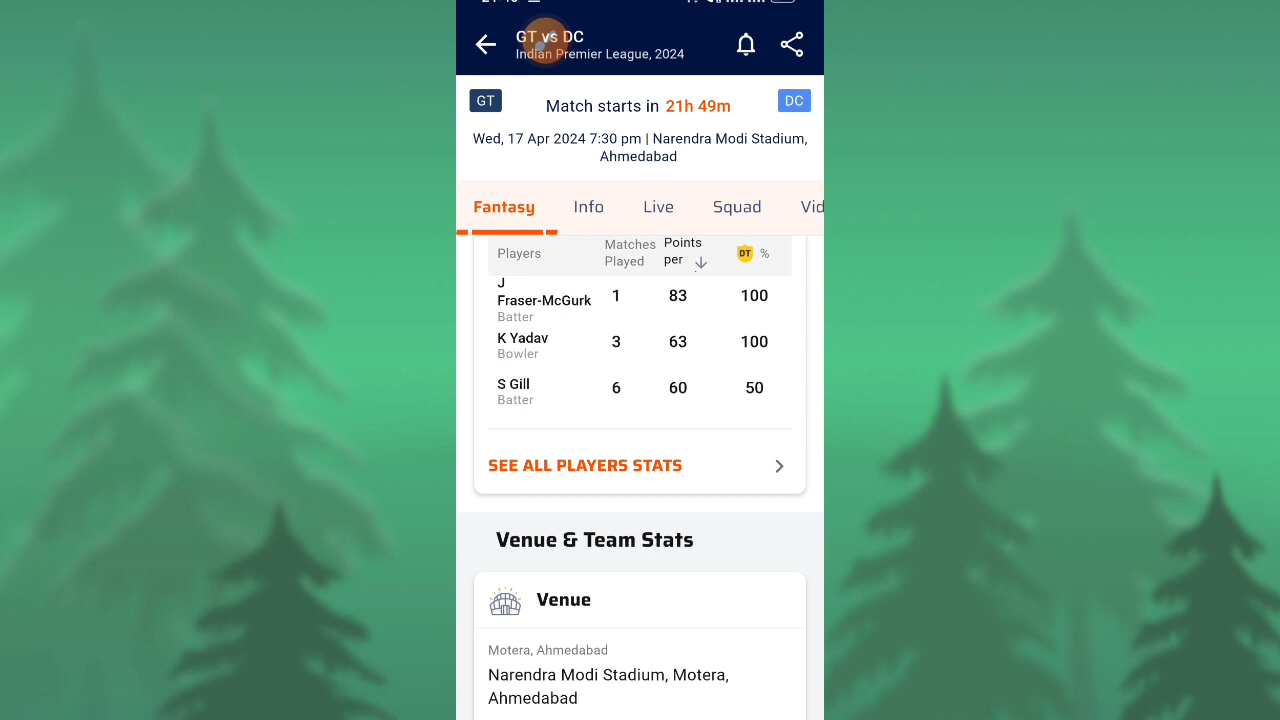 GT vs DC
Indian Premier League, 2024
GT
Match starts in 21h 49m
DC
Wed, 17 Apr 2024 7:30 pm | Narendra Modi Stadium,
Ahmedabad
Fantasy Info Live Squad Vid
Players Matches Played Points per DT %
J Fraser-McGurk 1 83 100
Batter
K Yadav 3 63 100
Bowler
S Gill 6 60 50
Batter
SEE ALL PLAYERS STATS
Venue & Team Stats
Venue
Motera, Ahmedabad
Narendra Modi Stadium, Motera,
Ahmedabad